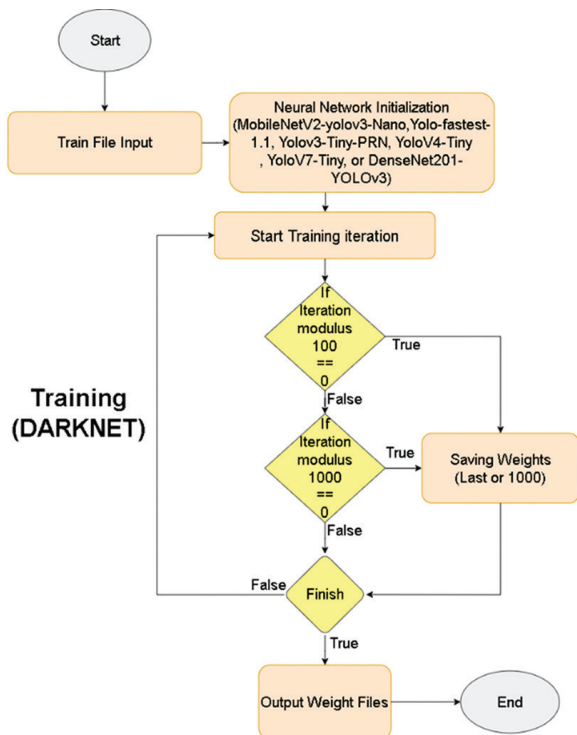 Start
Train File Input
Neural Network Initialization
(MobileNetV2-yolov3-Nano,Yolo-fastest-
1.1, Yolov3-Tiny-PRN, YoloV4-Tiny
, YoloV7-Tiny, or DenseNet201-
YOLOv3)
Start Training iteration
If
Iteration
modulus
100
==
0
True
False
Training
(DARKNET)
If
Iteration
modulus
1000
==
0
True
Saving Weights
(Last or 1000)
False
False
Finish
True
Output Weight Files
End